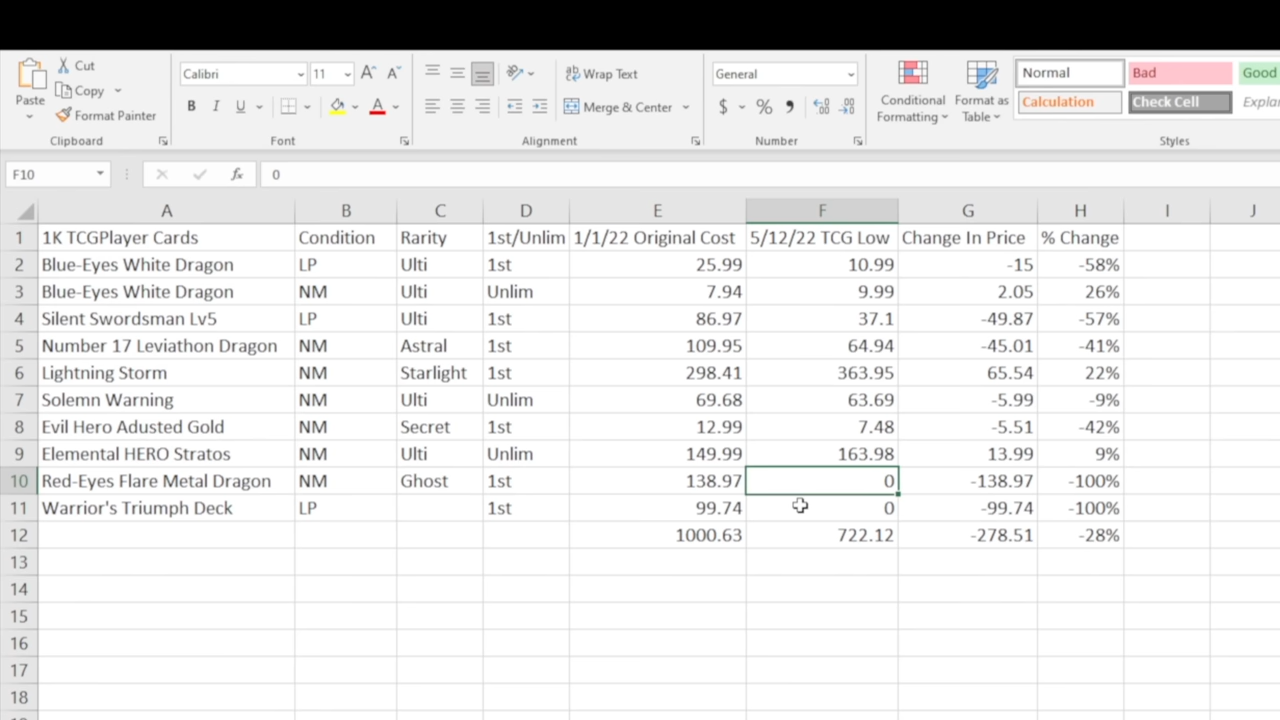 Cut
Copy
Format Painter
Paste
Clipboard
Calibri 11
B I U
Font
Wrap Text
Merge & Center
Alignment
General
$ %
Number
Conditional Formatting
Format as Table
Normal Bad Good
Calculation Check Cell Explan
Styles
F10 fx 0
A B C D E F G H I J
1 1K TCGPlayer Cards Condition Rarity 1st/Unlim 1/1/22 Original Cost 5/12/22 TCG Low Change In Price % Change
2 Blue-Eyes White Dragon LP Ulti 1st 25.99 10.99 -15 -58%
3 Blue-Eyes White Dragon NM Ulti Unlim 7.94 9.99 2.05 26%
4 Silent Swordsman Lv5 LP Ulti 1st 86.97 37.1 -49.87 -57%
5 Number 17 Leviathon Dragon NM Astral 1st 109.95 64.94 -45.01 -41%
6 Lightning Storm NM Starlight 1st 298.41 363.95 65.54 22%
7 Solemn Warning NM Ulti Unlim 69.68 63.69 -5.99 -9%
8 Evil Hero Adusted Gold NM Secret 1st 12.99 7.48 -5.51 -42%
9 Elemental HERO Stratos NM Ulti Unlim 149.99 163.98 13.99 9%
10 Red-Eyes Flare Metal Dragon NM Ghost 1st 138.97 0 -138.97 -100%
11 Warrior's Triumph Deck LP 1st 99.74 0 -99.74 -100%
12 1000.63 722.12 -278.51 -28%
13
14
15
16
17
18